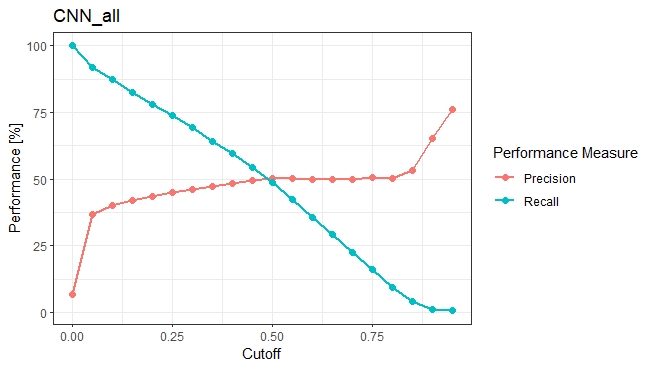 CNN_all
Performance [%]
100
75
50
25
0
0.00 0.25 0.50 0.75
Cutoff
Performance Measure
Precision
Recall